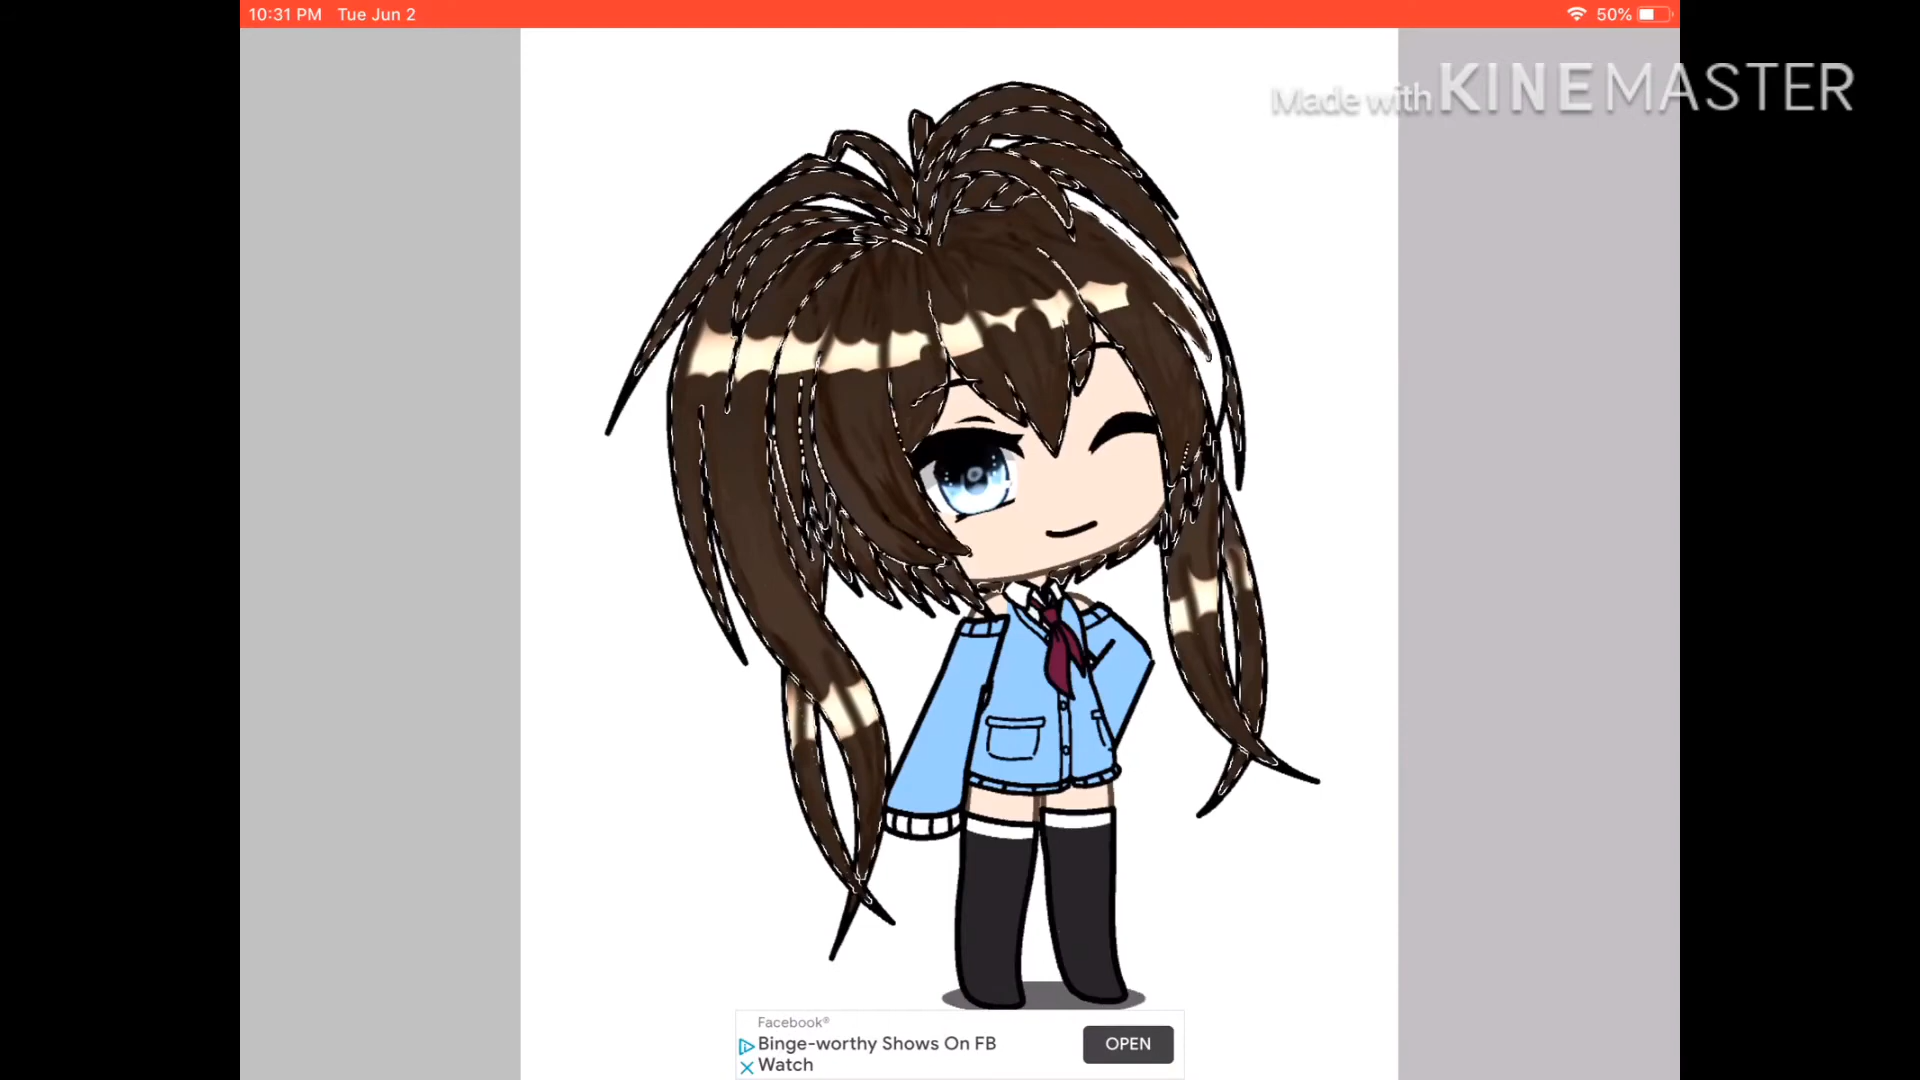 10:31 PM Tue Jun 2
50%
Made with KINEMASTER
Facebook®
Binge-worthy Shows On FB
Watch
OPEN